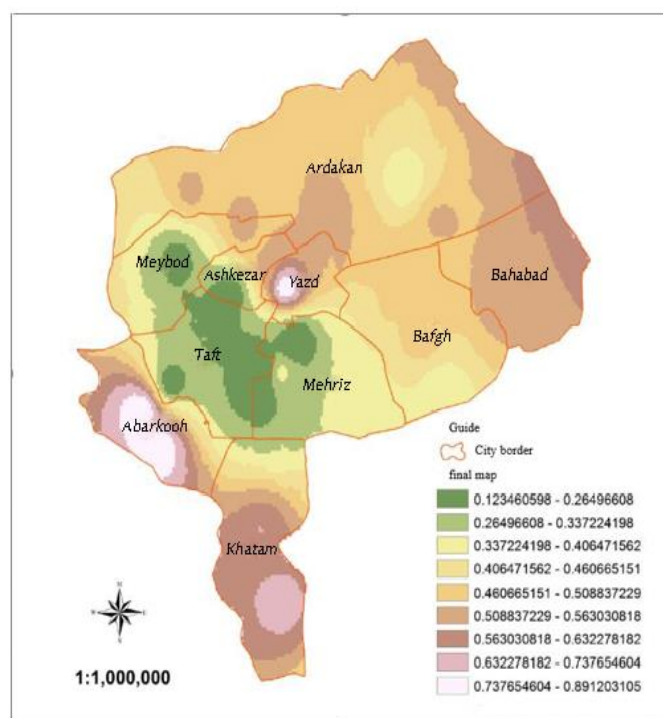 Ardakan
Meybod
Ashkezar
Yazd
Bahabad
Bafgh
Taft
Mehriz
Abarkooh
Khatam
Guide
City border
final map
0.123460598 - 0.26496608
0.26496608 - 0.337224198
0.337224198 - 0.406471562
0.406471562 - 0.460665151
0.460665151 - 0.508837229
0.508837229 - 0.563030818
0.563030818 - 0.632278182
0.632278182 - 0.737654604
0.737654604 - 0.891203105
N
W E
S
1:1,000,000